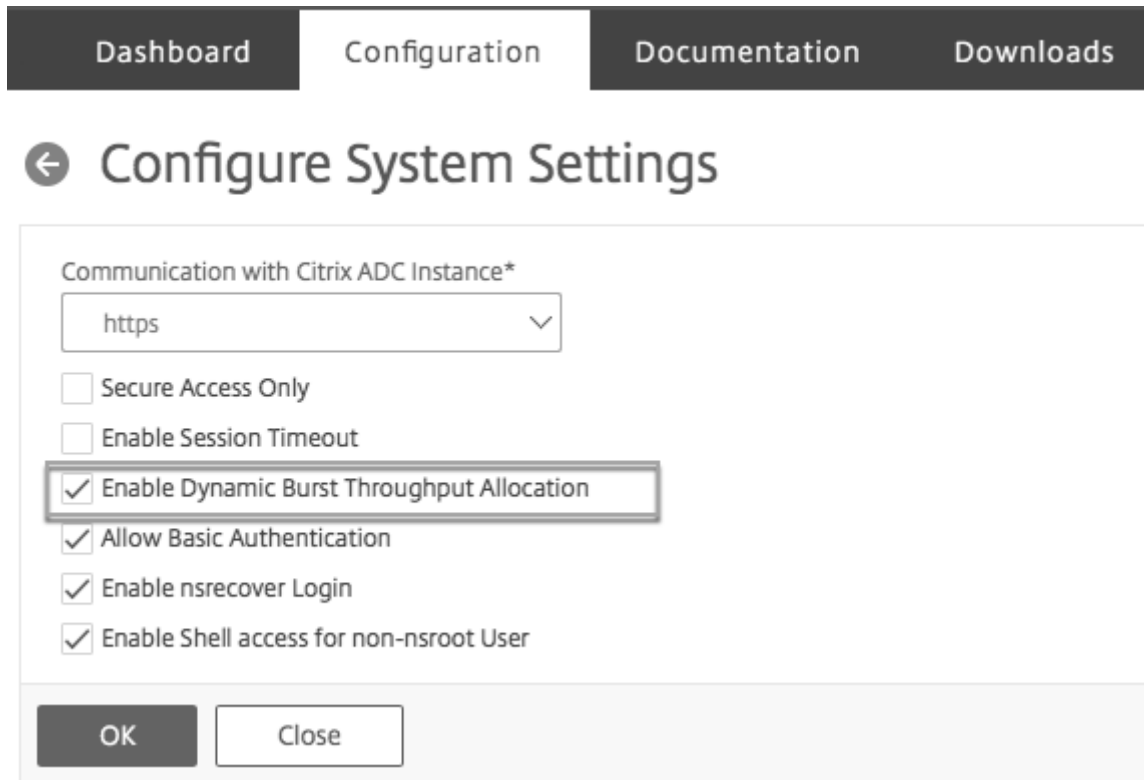 Dashboard Configuration Documentation Downloads
Configure System Settings
Communication with Citrix ADC Instance*
https
Secure Access Only
Enable Session Timeout
Enable Dynamic Burst Throughput Allocation
Allow Basic Authentication
Enable nsrecover Login
Enable Shell access for non-nsroot User
OK Close